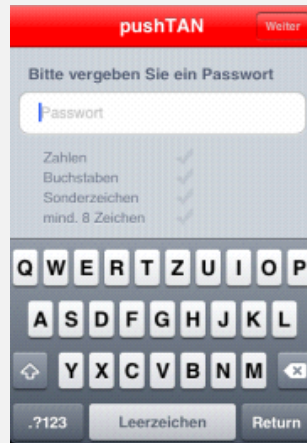 pushTAN Weiter
Bitte vergeben Sie ein Passwort
Passwort
Zahlen
Buchstaben
Sonderzeichen
mind. 8 Zeichen
Q W E R T Z U I O P
A S D F G H J K L
Y X C V B N M
.?123 Leerzeichen Return